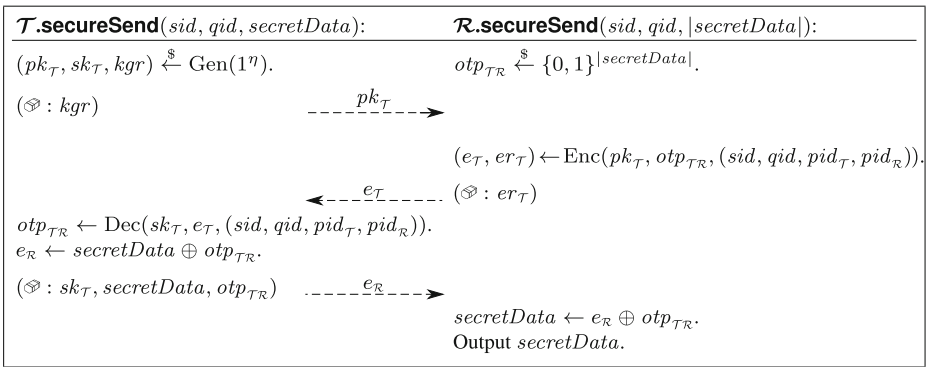 𝒯.secureSend(sid, qid, secretData):
ℛ.secureSend(sid, qid, |secretData|):
(pk_𝒯, sk_𝒯, kgr) ←$ Gen(1^η).
otp_𝒯ℛ ←$ {0, 1}^|secretData|.
( : kgr)
pk_𝒯
(e_𝒯, er_𝒯) ← Enc(pk_𝒯, otp_𝒯ℛ, (sid, qid, pid_𝒯, pid_ℛ)).
e_𝒯
( : er_𝒯)
otp_𝒯ℛ ← Dec(sk_𝒯, e_𝒯, (sid, qid, pid_𝒯, pid_ℛ)).
e_ℛ ← secretData ⊕ otp_𝒯ℛ.
( : sk_𝒯, secretData, otp_𝒯ℛ)
e_ℛ
secretData ← e_ℛ ⊕ otp_𝒯ℛ.
Output secretData.